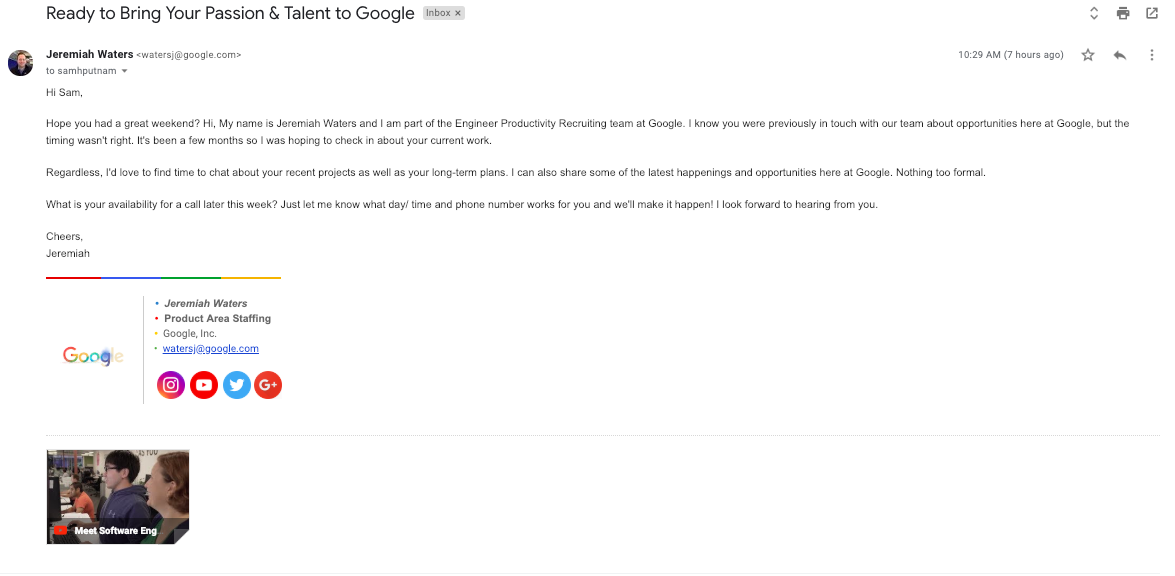 Ready to Bring Your Passion & Talent to Google Inbox ×
Jeremiah Waters <watersj@google.com> 10:29 AM (7 hours ago)
to samhputnam
Hi Sam,
Hope you had a great weekend? Hi, My name is Jeremiah Waters and I am part of the Engineer Productivity Recruiting team at Google. I know you were previously in touch with our team about opportunities here at Google, but the
timing wasn't right. It's been a few months so I was hoping to check in about your current work.
Regardless, I'd love to find time to chat about your recent projects as well as your long-term plans. I can also share some of the latest happenings and opportunities here at Google. Nothing too formal.
What is your availability for a call later this week? Just let me know what day/ time and phone number works for you and we'll make it happen! I look forward to hearing from you.
Cheers,
Jeremiah
Google
• Jeremiah Waters
• Product Area Staffing
• Google, Inc.
• watersj@google.com
G+
Meet Software Eng